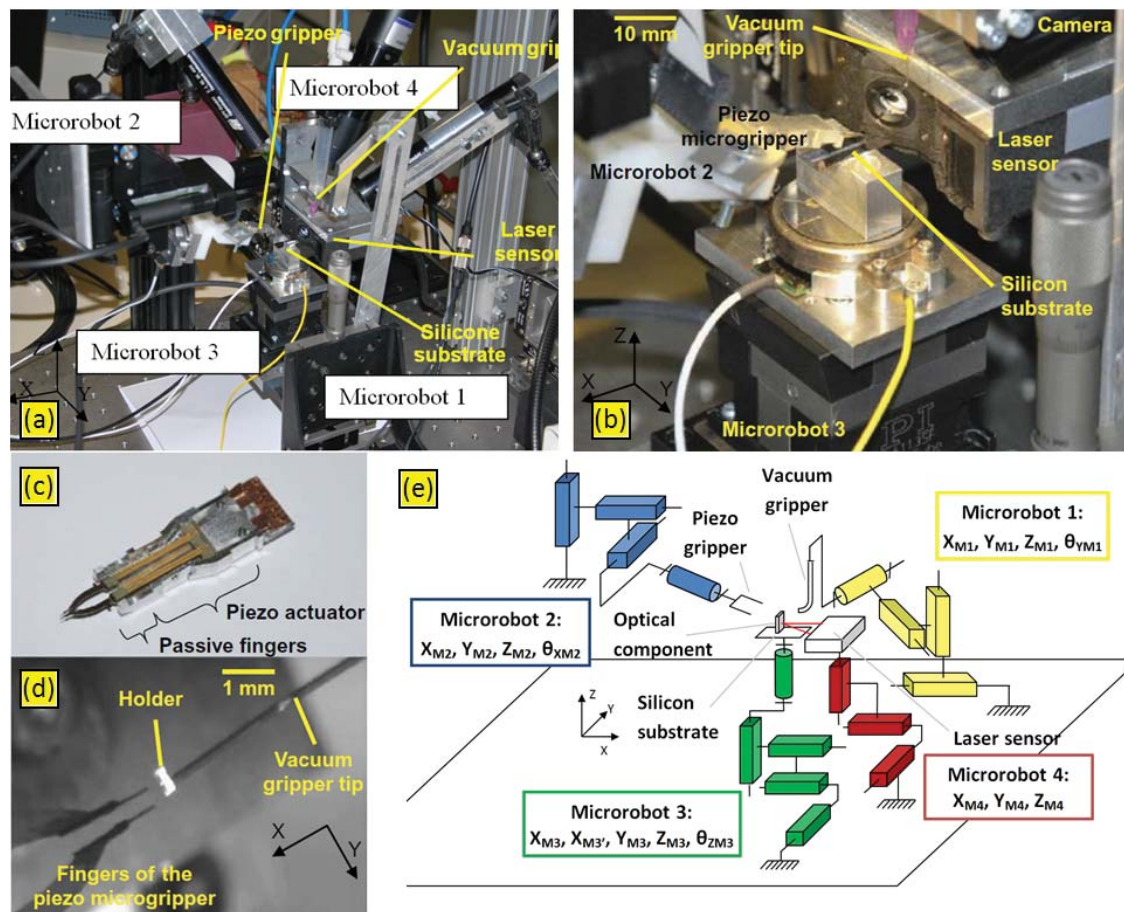 Piezo gripper
Vacuum grip
Microrobot 4
Microrobot 2
Laser
sensor
Microrobot 3
Silicone
substrate
Z
X
Y
Microrobot 1
(a)
10 mm
Vacuum
gripper tip
Camera
Piezo
microgripper
Laser
sensor
Microrobot 2
Silicon
substrate
Z
X
Y
PI
(b)
Microrobot 3
(c)
Piezo actuator
Passive fingers
(d)
1 mm
Holder
Vacuum
gripper tip
X
Y
Fingers of the
piezo microgripper
(e)
Vacuum
gripper
Piezo
gripper
Microrobot 1:
XM1, YM1, ZM1, θYM1
Microrobot 2:
XM2, YM2, ZM2, θXM2
Optical
component
Z
Y
X
Silicon
substrate
Laser sensor
Microrobot 4:
XM4, YM4, ZM4
Microrobot 3:
XM3, XM3', YM3, ZM3, θZM3